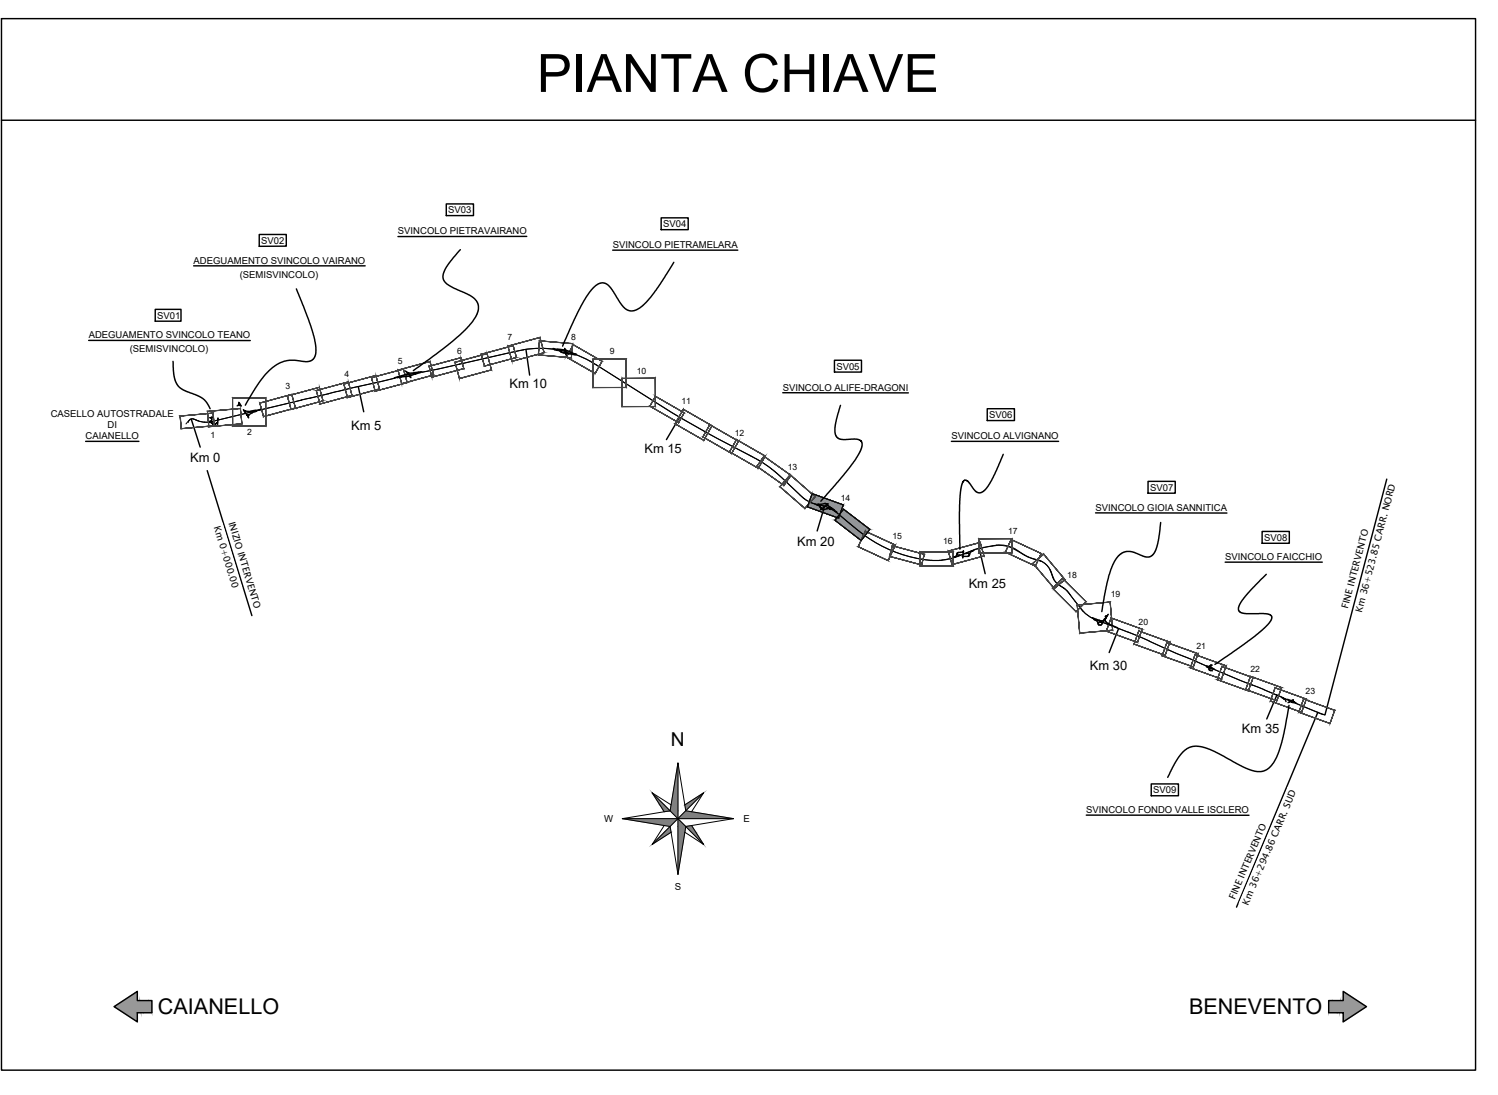 PIANTA CHIAVE
SV01
ADEGUAMENTO SVINCOLO TEANO
(SEMISVINCOLO)
SV02
ADEGUAMENTO SVINCOLO VAIRANO
(SEMISVINCOLO)
SV03
SVINCOLO PIETRAVAIRANO
SV04
SVINCOLO PIETRAMELARA
SV05
SVINCOLO ALIFE-DRAGONI
SV06
SVINCOLO ALVIGNANO
SV07
SVINCOLO GIOIA SANNITICA
SV08
SVINCOLO FAICCHIO
SV09
SVINCOLO FONDO VALLE ISCLERO
CASELLO AUTOSTRADALE
DI
CAIANELLO
1
2
3
4
5
6
7
8
9
10
11
12
13
14
15
16
17
18
19
20
21
22
23
Km 0
Km 5
Km 10
Km 15
Km 20
Km 25
Km 30
Km 35
INIZIO INTERVENTO
Km 0+000.00
FINE INTERVENTO
Km 36+523.85 CARR. NORD
FINE INTERVENTO
Km 36+294.86 CARR. SUD
N
W
E
S
CAIANELLO
BENEVENTO